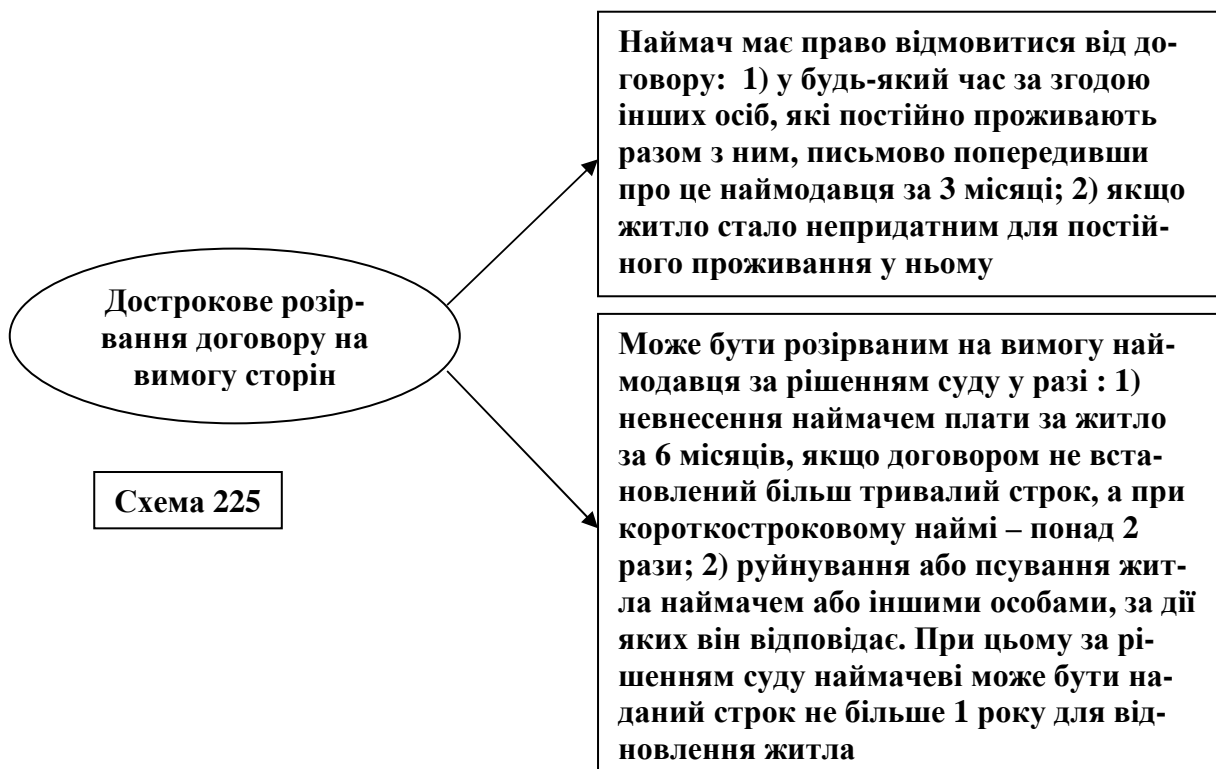 Наймач має право відмовитися від до-
говору:  1) у будь-який час за згодою
інших осіб, які постійно проживають
разом з ним, письмово попередивши
про це наймодавця за 3 місяці; 2) якщо
житло стало непридатним для постій-
ного проживання у ньому
Дострокове розір-
вання договору на
вимогу сторін
Схема 225
Може бути розірваним на вимогу най-
модавця за рішенням суду у разі : 1)
невнесення наймачем плати за житло
за 6 місяців, якщо договором не вста-
новлений більш тривалий строк, а при
короткостроковому наймі – понад 2
рази; 2) руйнування або псування жит-
ла наймачем або іншими особами, за дії
яких він відповідає. При цьому за рі-
шенням суду наймачеві може бути на-
даний строк не більше 1 року для від-
новлення житла